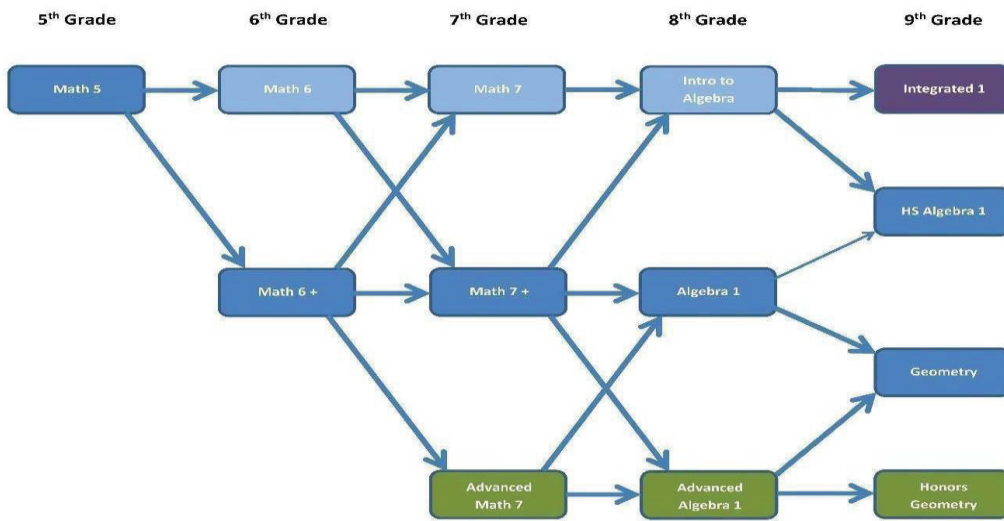 5th Grade
6th Grade
7th Grade
8th Grade
9th Grade
Math 5
Math 6
Math 7
Intro to
Algebra
Integrated 1
HS Algebra 1
Math 6 +
Math 7 +
Algebra 1
Geometry
Advanced
Math 7
Advanced
Algebra 1
Honors
Geometry